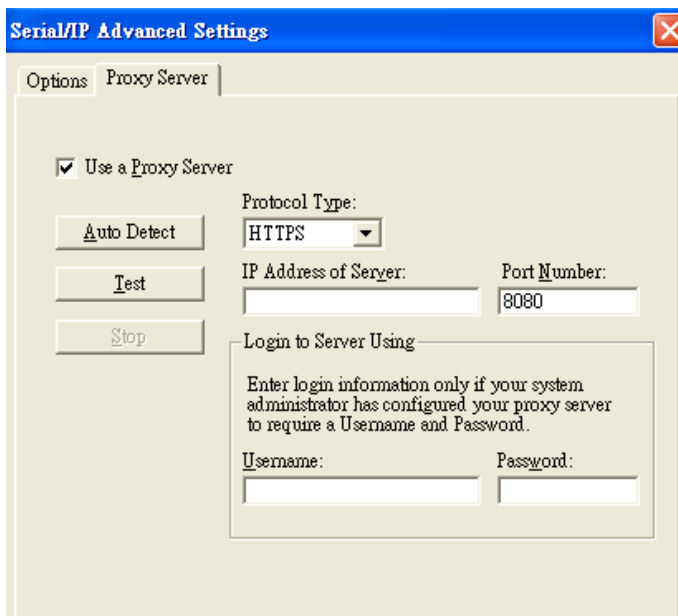 Serial/IP Advanced Settings
Options
Proxy Server
Use a Proxy Server
Auto Detect
Test
Stop
Protocol Type:
HTTPS
IP Address of Server:
Port Number:
8080
Login to Server Using
Enter login information only if your system
administrator has configured your proxy server
to require a Username and Password.
Username:
Password: